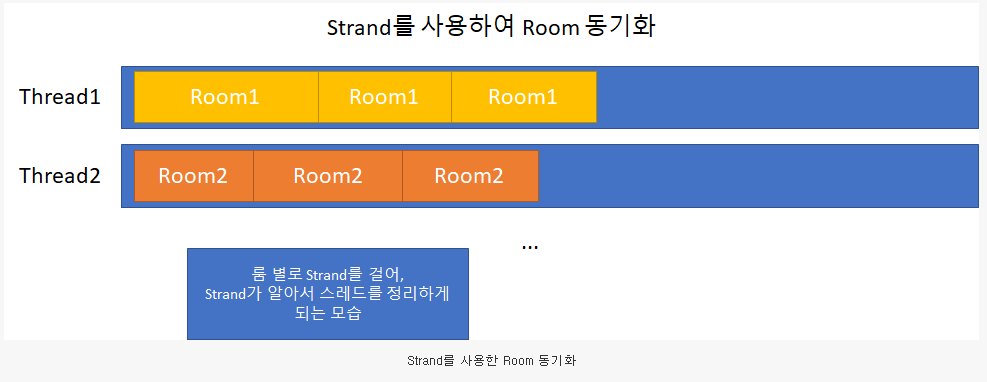 Strand를 사용하여 Room 동기화
Thread1
Room1
Room1
Room1
Thread2
Room2
Room2
Room2
...
룸 별로 Strand를 걸어,
Strand가 알아서 스레드를 정리하게
되는 모습
Strand를 사용한 Room 동기화